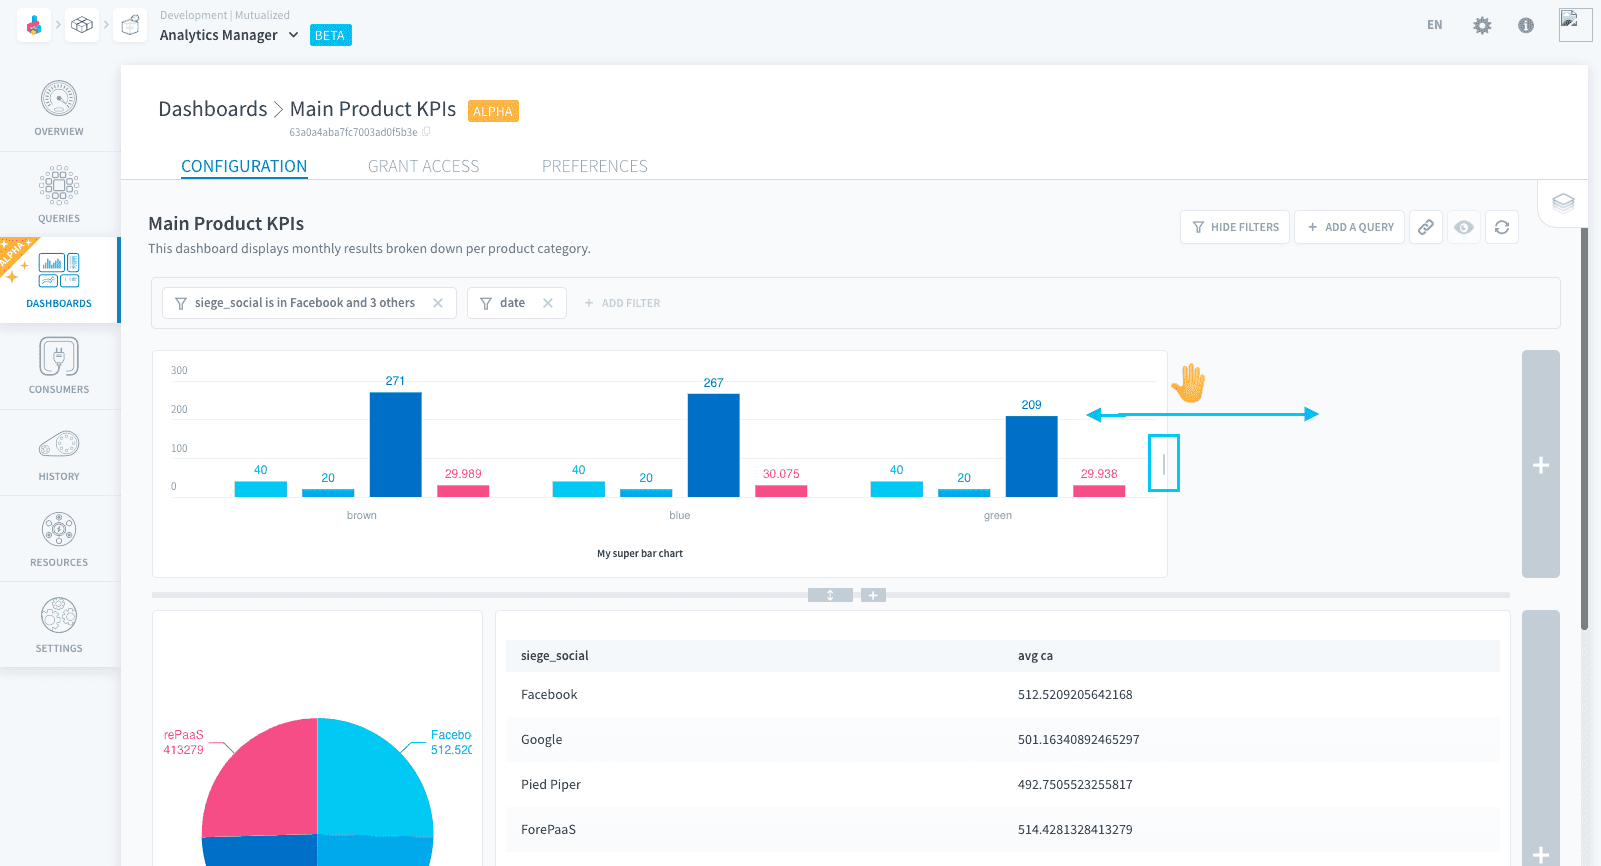 Development | Mutualized
Analytics Manager BETA
EN
OVERVIEW
QUERIES
ALPHA
DASHBOARDS
CONSUMERS
HISTORY
RESOURCES
SETTINGS
Dashboards > Main Product KPIs ALPHA
63a0a4aba7fc7003ad0f5b3e
CONFIGURATION GRANT ACCESS PREFERENCES
Main Product KPIs
This dashboard displays monthly results broken down per product category.
HIDE FILTERS + ADD A QUERY
siege_social is in Facebook and 3 others × date × + ADD FILTER
300
200
100
0
271 267 209
40 20 29.989 40 20 30.075 40 20 29.938
brown blue green
My super bar chart
rePaaS
413279
Facebo
512.520
siege_social avg ca
Facebook 512.5209205642168
Google 501.16340892465297
Pied Piper 492.7505523255817
ForePaaS 514.4281328413279